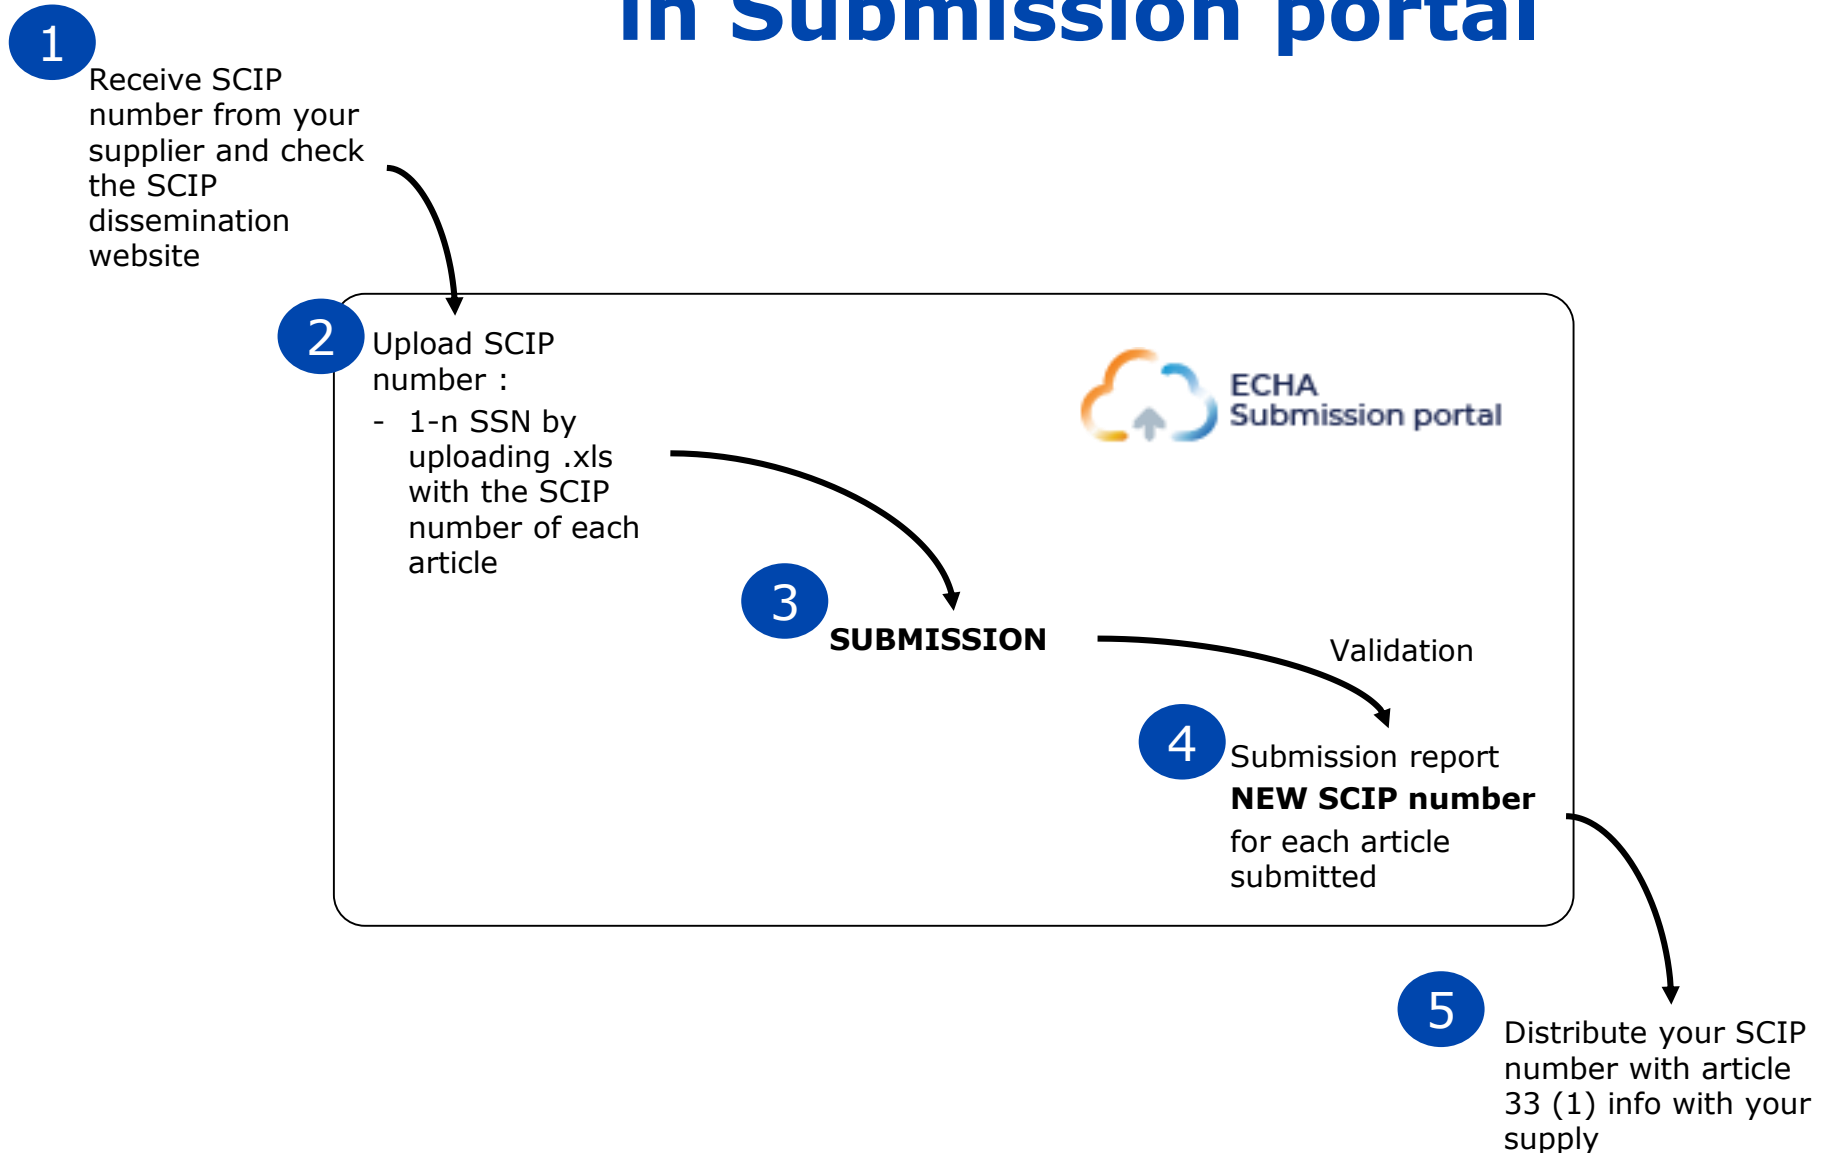 in Submission portal
1
Receive SCIP
number from your
supplier and check
the SCIP
dissemination
website
2
Upload SCIP
number :
- 1-n SSN by
uploading .xls
with the SCIP
number of each
article
ECHA
Submission portal
3
SUBMISSION
Validation
4
Submission report
NEW SCIP number
for each article
submitted
5
Distribute your SCIP
number with article
33 (1) info with your
supply